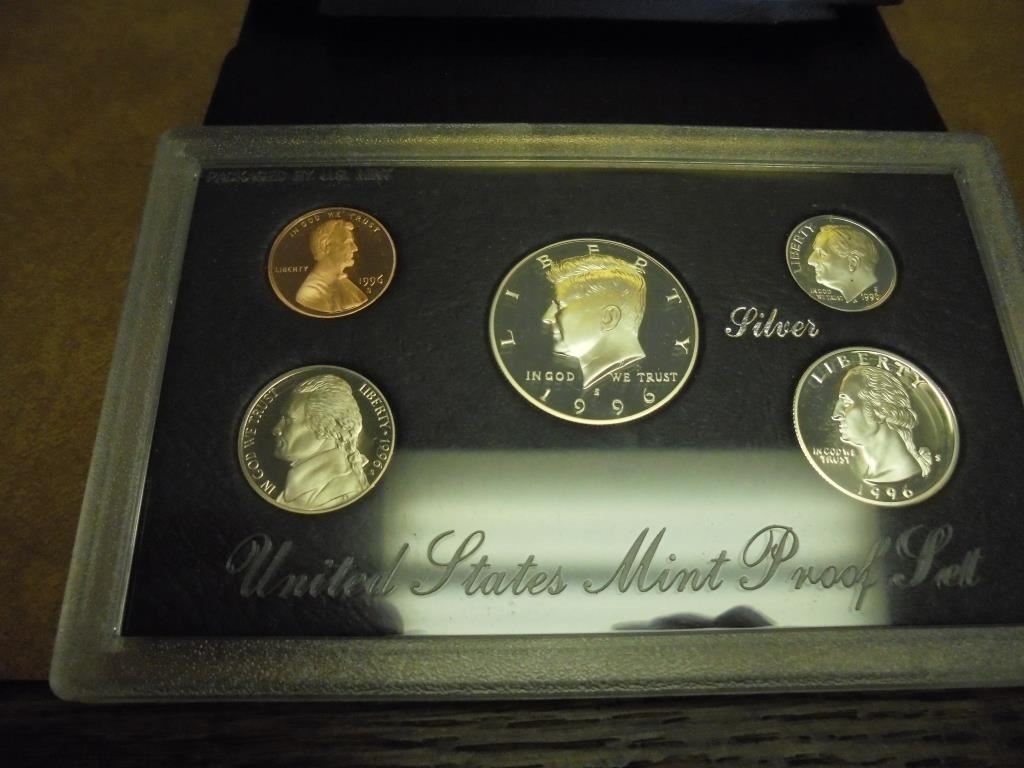 PACKAGED BY U.S. MINT
IN GOD WE TRUST
LIBERTY
1996
S
LIBERTY
IN GOD WE TRUST
S
1996
LIBERTY
IN GOD
WE TRUST
S
1996
Silver
IN GOD WE TRUST
LIBERTY • 1996
S
LIBERTY
IN GOD WE
TRUST
S
1996
United States Mint Proof Set